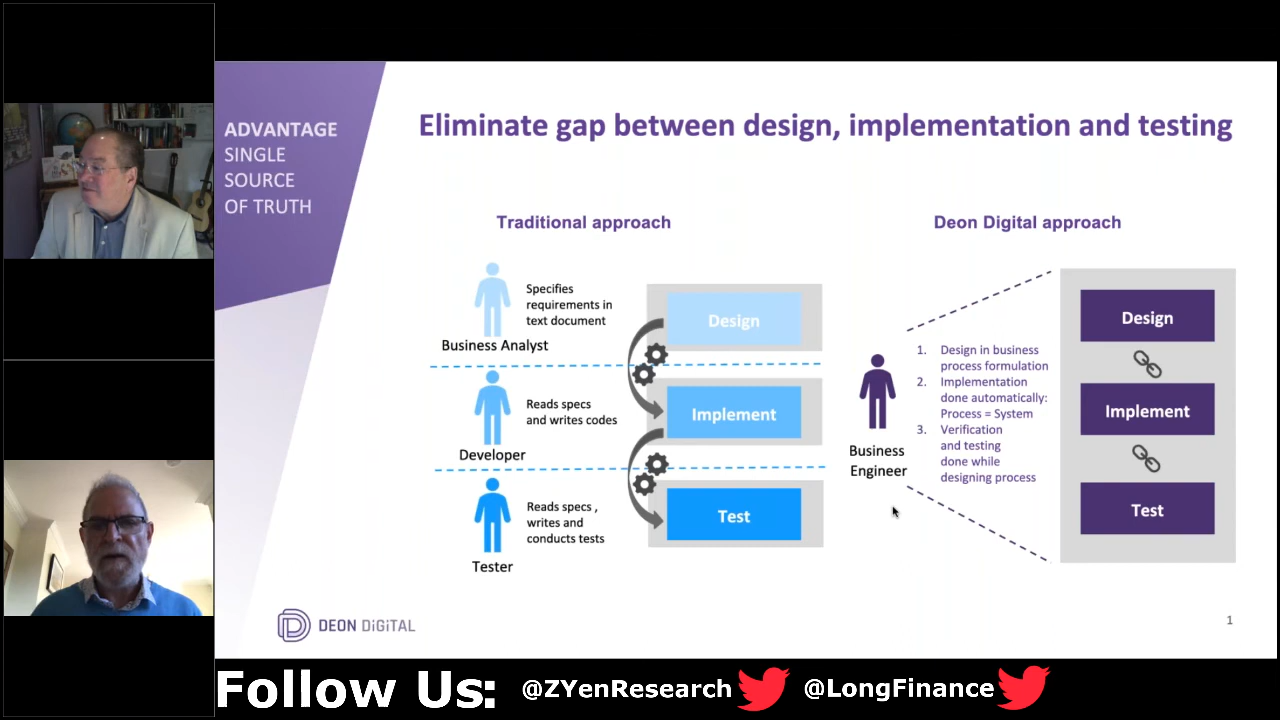 ADVANTAGE
SINGLE
SOURCE
OF TRUTH
Eliminate gap between design, implementation and testing
Traditional approach
Specifies
requirements in
text document
Business Analyst
Design
Reads specs
and writes codes
Developer
Implement
Reads specs ,
writes and
conducts tests
Tester
Test
Deon Digital approach
Business
Engineer
1. Design in business
process formulation
2. Implementation
done automatically:
Process = System
3. Verification
and testing
done while
designing process
Design
Implement
Test
DEON DiGiTAL
1
Follow Us: @ZYenResearch @LongFinance